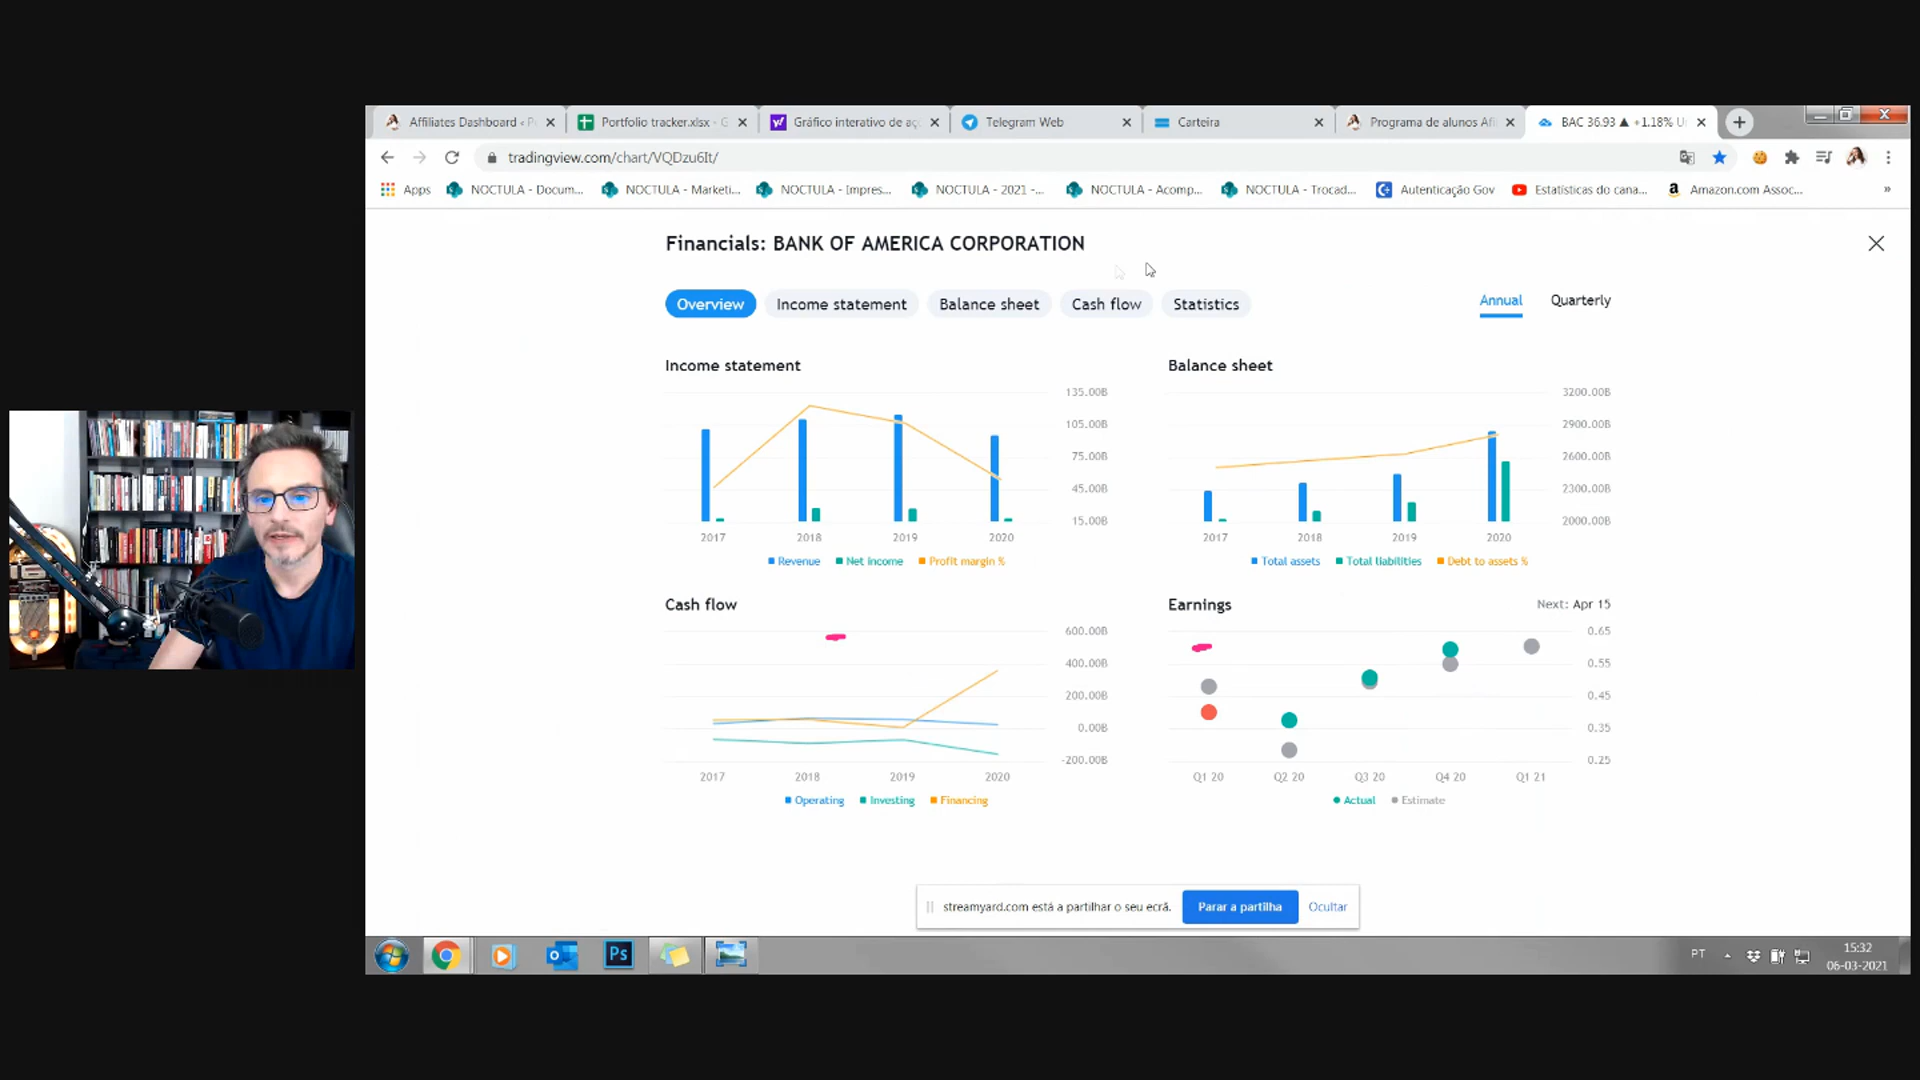 Affiliates Dashboard ‹ P
Portfolio tracker.xlsx - G
Gráfico interativo de aç
Telegram Web
Carteira
Programa de alunos Afi
BAC 36.93 ▲ +1.18% U
tradingview.com/chart/VQDzu6It/
Apps
NOCTULA - Docum...
NOCTULA - Marketi...
NOCTULA - Impres...
NOCTULA - 2021 -...
NOCTULA - Acomp...
NOCTULA - Trocad...
Autenticação Gov
Estatísticas do cana...
Amazon.com Assoc...
»
Financials: BANK OF AMERICA CORPORATION
Overview
Income statement
Balance sheet
Cash flow
Statistics
Annual
Quarterly
Income statement
135.00B
105.00B
75.00B
45.00B
15.00B
2017 2018 2019 2020
Revenue Net income Profit margin %
Balance sheet
3200.00B
2900.00B
2600.00B
2300.00B
2000.00B
2017 2018 2019 2020
Total assets Total liabilities Debt to assets %
Cash flow
600.00B
400.00B
200.00B
0.00B
-200.00B
2017 2018 2019 2020
Operating Investing Financing
Earnings
Next: Apr 15
0.65
0.55
0.45
0.35
0.25
Q1 20 Q2 20 Q3 20 Q4 20 Q1 21
Actual Estimate
streamyard.com está a partilhar o seu ecrã.
Parar a partilha
Ocultar
Ps
PT
15:32
06-03-2021